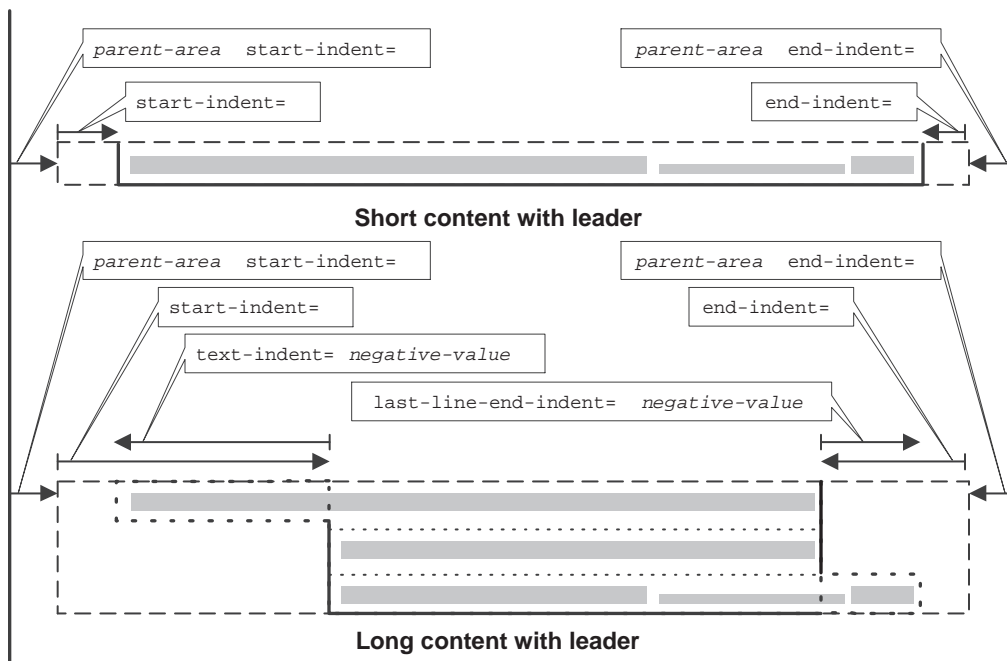 parent-area start-indent=
parent-area end-indent=
start-indent=
end-indent=
Short content with leader
parent-area start-indent=
parent-area end-indent=
start-indent=
end-indent=
text-indent= negative-value
last-line-end-indent= negative-value
Long content with leader